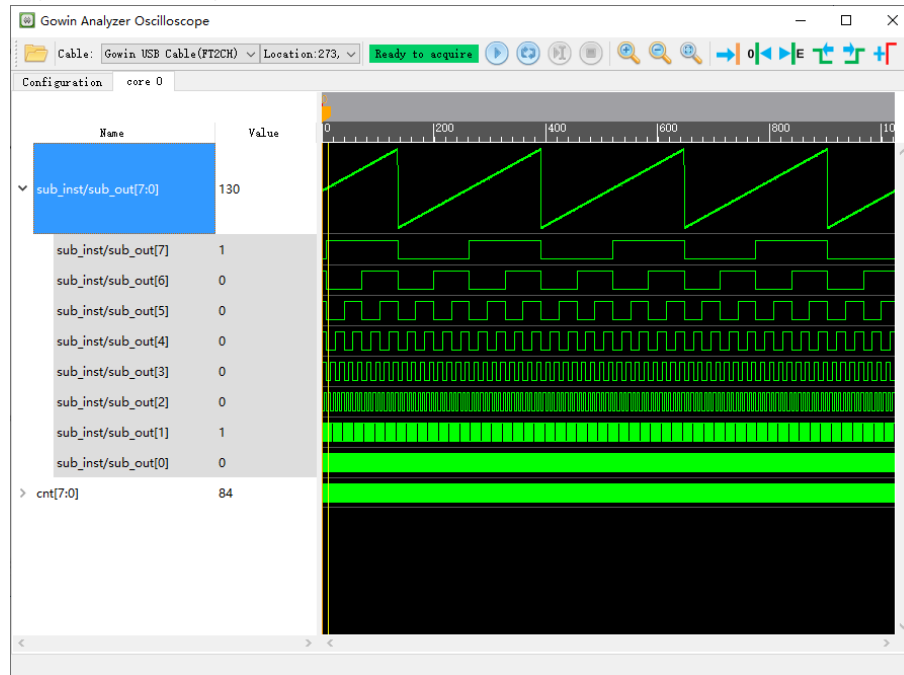 Gowin Analyzer Oscilloscope
Cable: Gowin USB Cable(FT2CH) Location:273, Ready to acquire 0 E
Configuration core 0
Name Value 0 200 400 600 800 10
sub_inst/sub_out[7:0] 130
sub_inst/sub_out[7] 1
sub_inst/sub_out[6] 0
sub_inst/sub_out[5] 0
sub_inst/sub_out[4] 0
sub_inst/sub_out[3] 0
sub_inst/sub_out[2] 0
sub_inst/sub_out[1] 1
sub_inst/sub_out[0] 0
cnt[7:0] 84